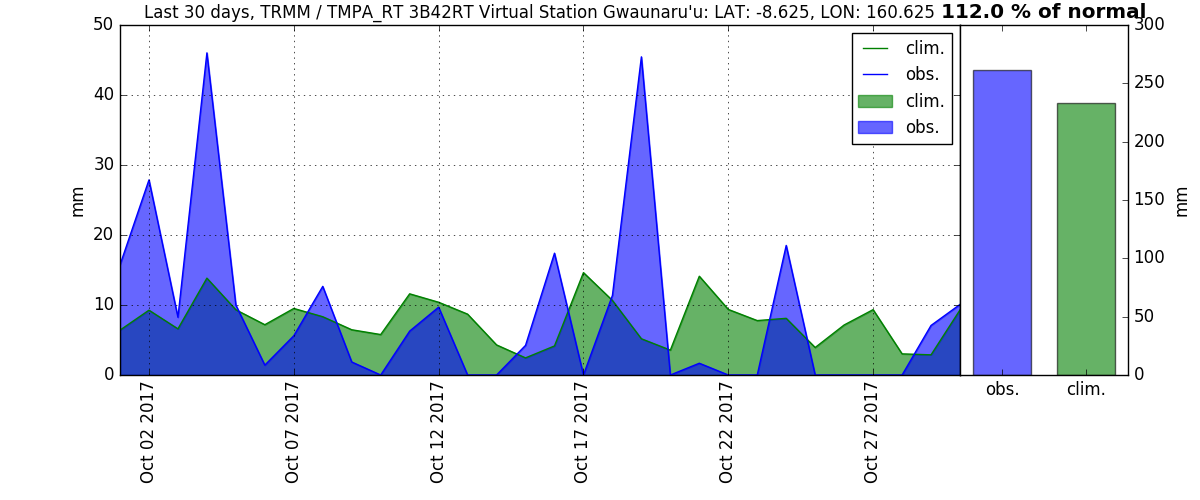 Last 30 days, TRMM / TMPA_RT 3B42RT Virtual Station Gwaunaru'u: LAT: -8.625, LON: 160.625 112.0 % of normal
50
40
30
20
10
0
mm
clim.
obs.
clim.
obs.
300
250
200
150
100
50
0
mm
obs. clim.
Oct 02 2017
Oct 07 2017
Oct 12 2017
Oct 17 2017
Oct 22 2017
Oct 27 2017